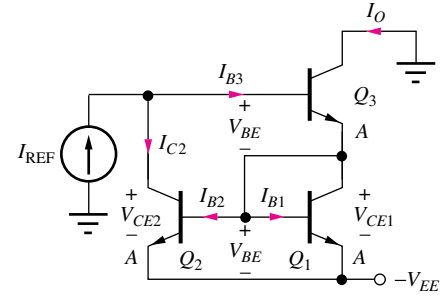 I_O
I_B3
Q_3
+
V_BE
−
A
I_REF
I_C2
+
V_CE2
−
I_B2
I_B1
+
V_CE1
−
+
V_BE
−
A
Q_2
Q_1
A
−V_EE